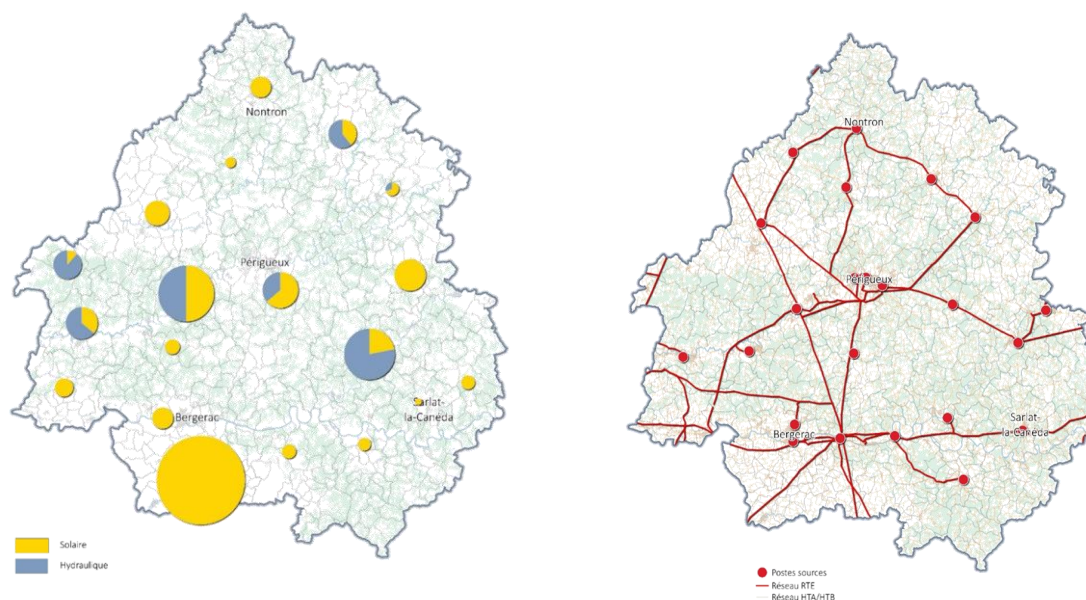 Nontron
Périgueux
Bergerac
Sarlat-
la-Canéda
Solaire
Hydraulique
Nontron
Périgueux
Bergerac
Sarlat-
la-Canéda
Postes sources
Réseau RTE
Réseau HTA/HTB